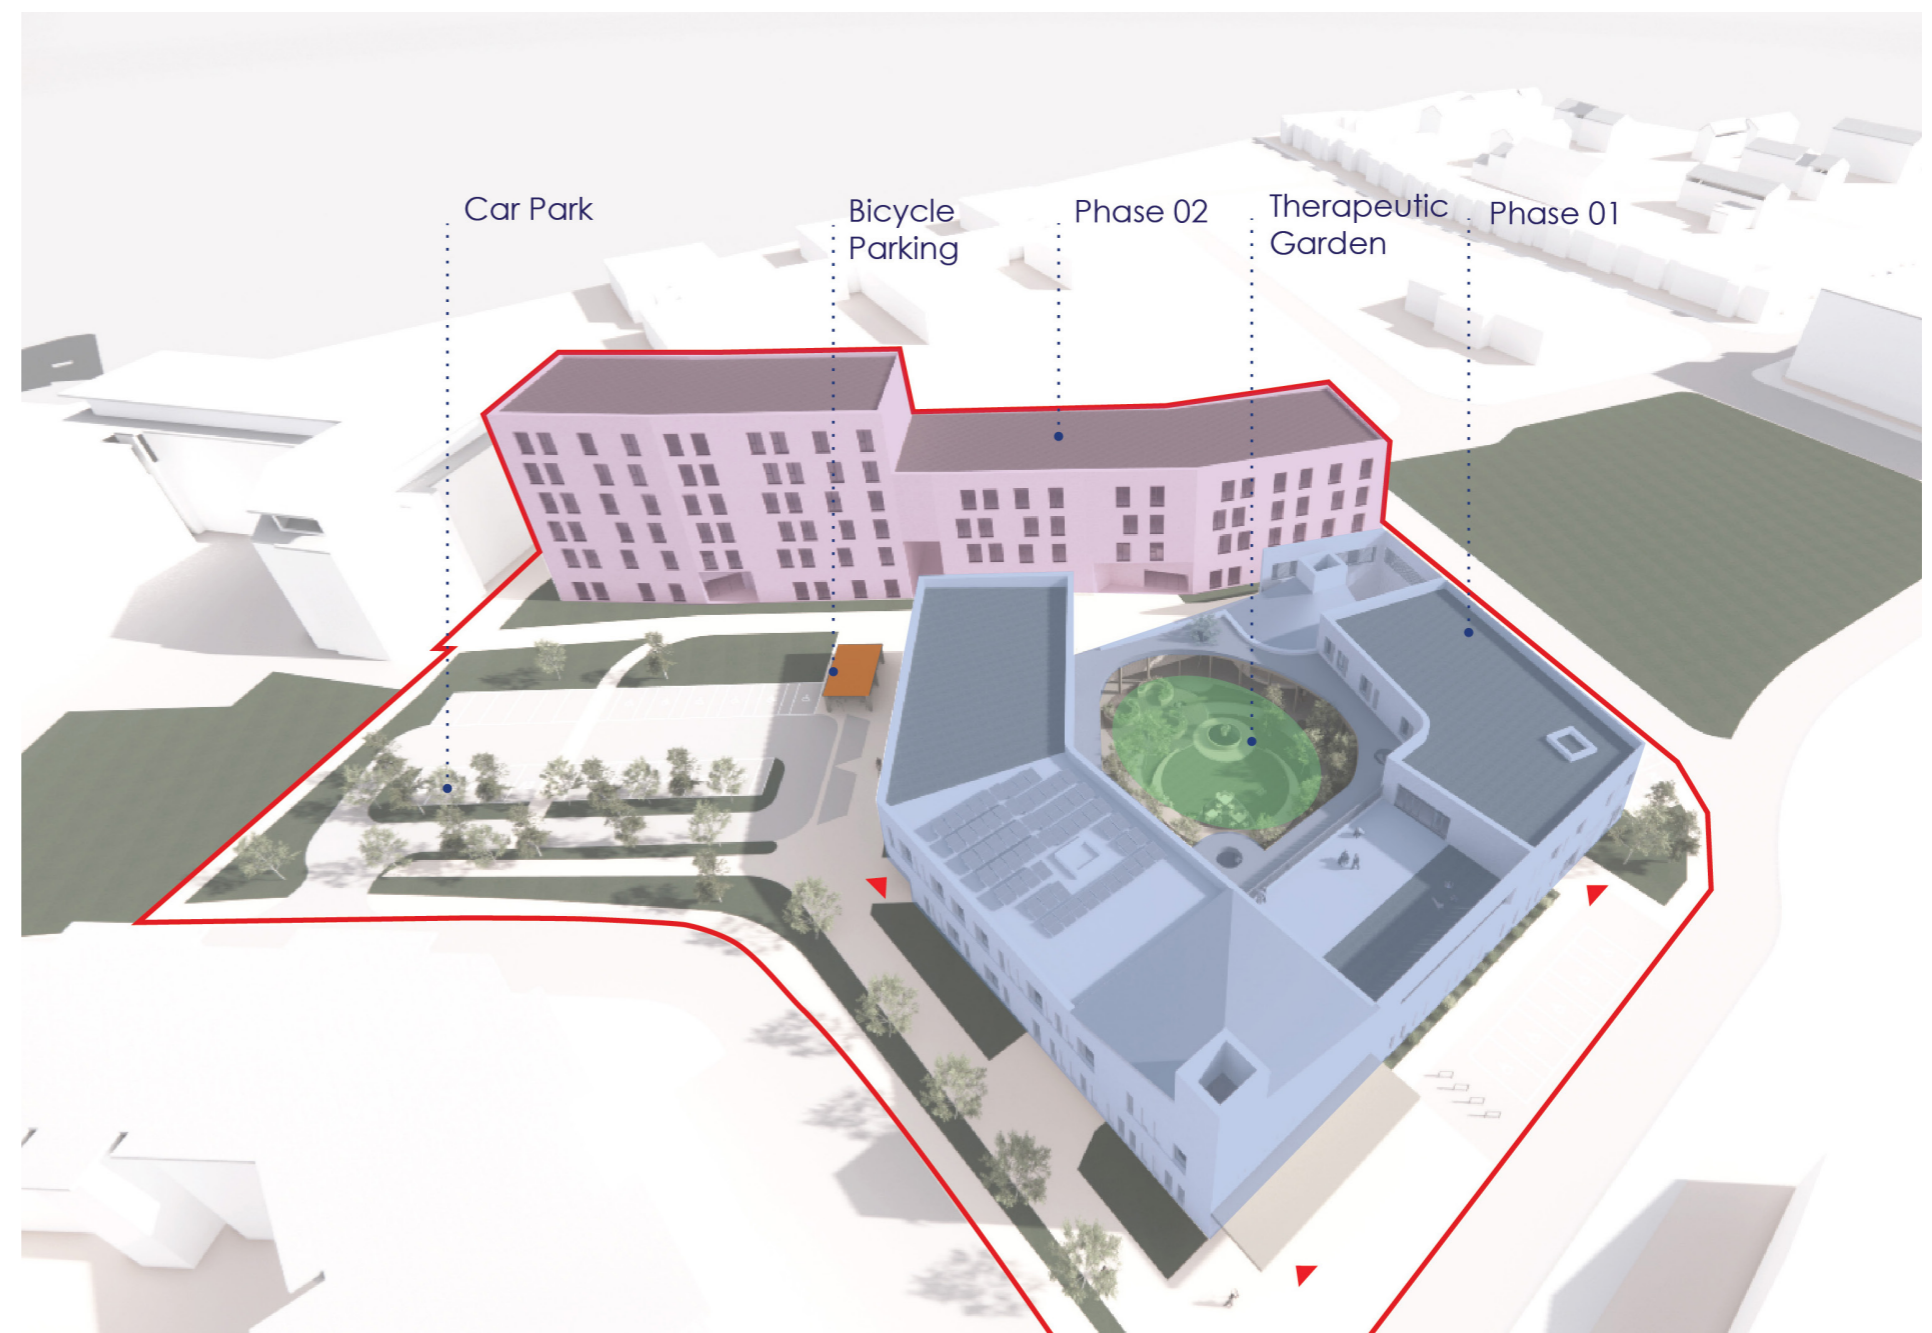 Car Park
Bicycle
Parking
Phase 02
Therapeutic
Garden
Phase 01